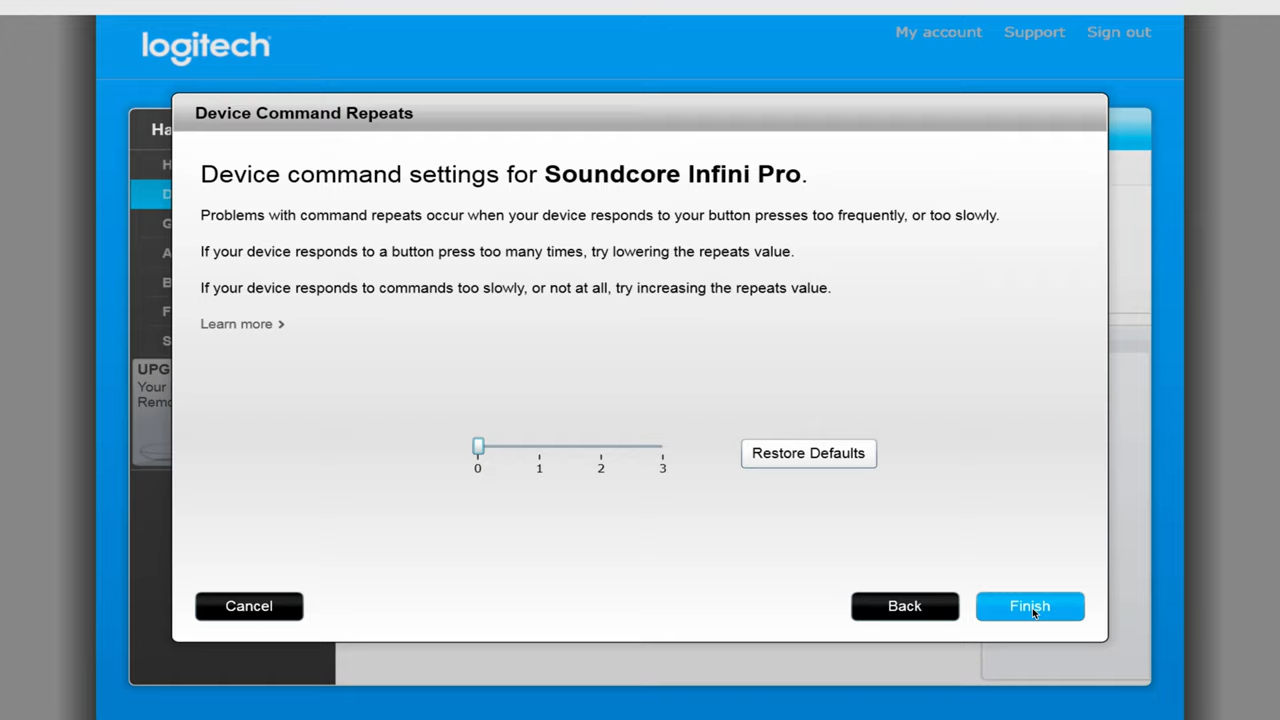 logitech
My account Support Sign out
Device Command Repeats
Ha
Device command settings for Soundcore Infini Pro.
H
D
Problems with command repeats occur when your device responds to your button presses too frequently, or too slowly.
G
If your device responds to a button press too many times, try lowering the repeats value.
A
B
If your device responds to commands too slowly, or not at all, try increasing the repeats value.
F
Learn more >
S
UPG
Your
Remo
0 1 2 3
Restore Defaults
Cancel
Back
Finish